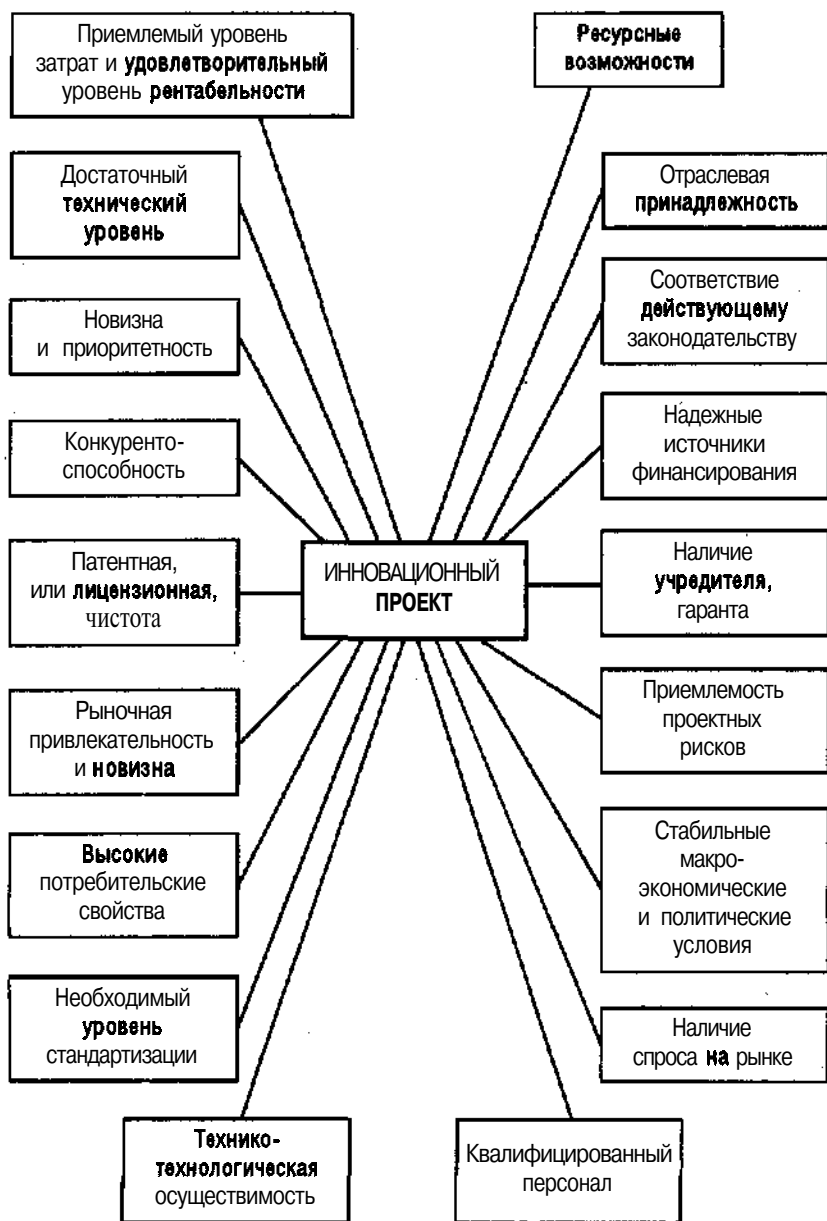 Приемлемый уровень
затрат и удовлетворительный
уровень рентабельности
Ресурсные
возможности
Достаточный
технический
уровень
Отраслевая
принадлежность
Новизна
и приоритетность
Соответствие
действующему
законодательству
Конкуренто-
способность
Надежные
источники
финансирования
Патентная,
или лицензионная,
чистота
ИННОВАЦИОННЫЙ
ПРОЕКТ
Наличие
учредителя,
гаранта
Рыночная
привлекательность
и новизна
Приемлемость
проектных
рисков
Высокие
потребительские
свойства
Стабильные
макро-
экономические
и политические
условия
Необходимый
уровень
стандартизации
Наличие
спроса на рынке
Технико-
технологическая
осуществимость
Квалифицированный
персонал